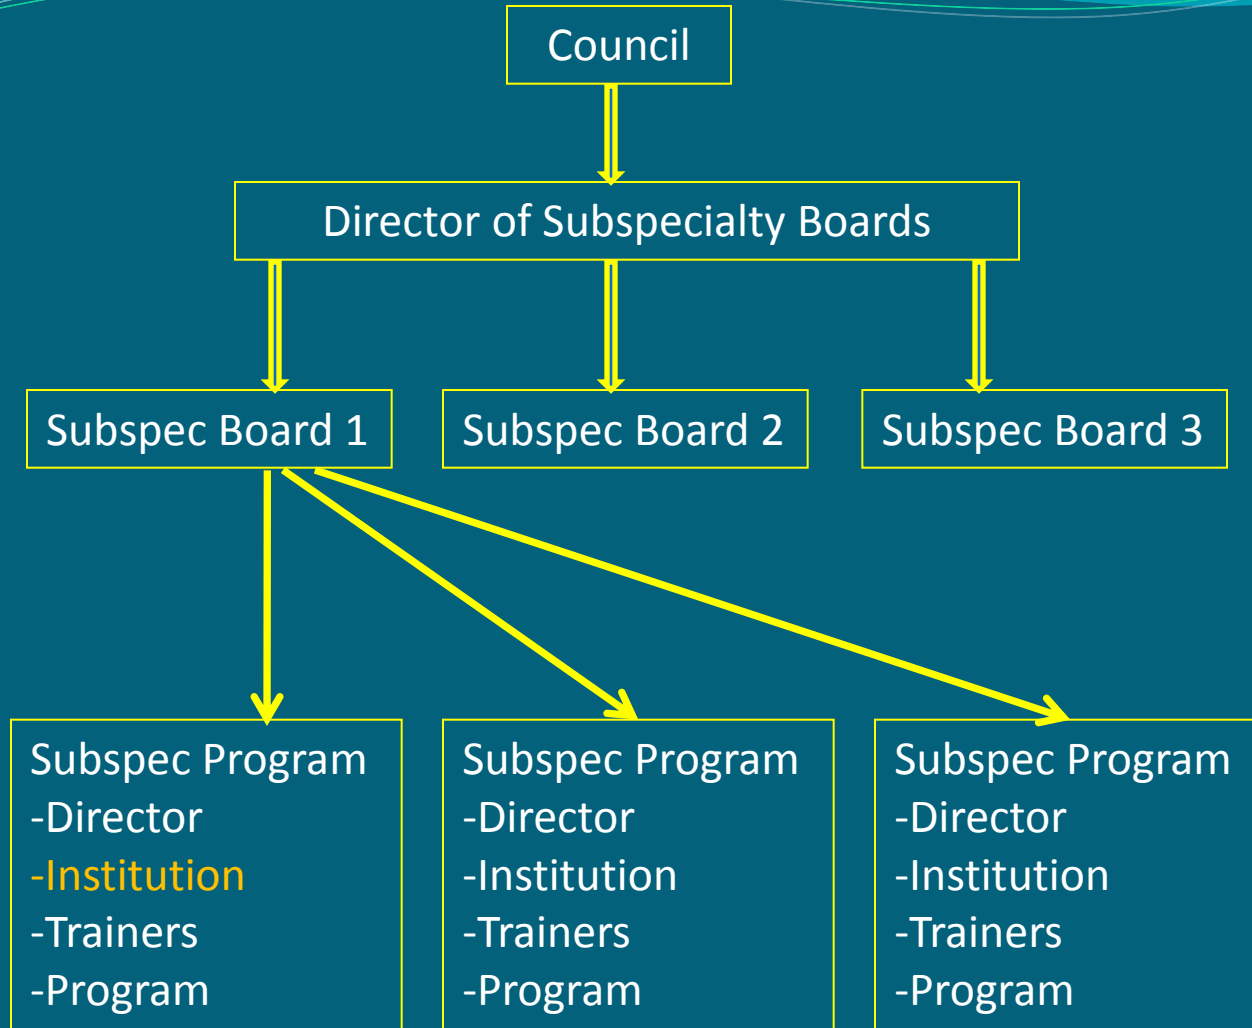 Council
Director of Subspecialty Boards
Subspec Board 1
Subspec Board 2
Subspec Board 3
Subspec Program
-Director
-Institution
-Trainers
-Program
Subspec Program
-Director
-Institution
-Trainers
-Program
Subspec Program
-Director
-Institution
-Trainers
-Program